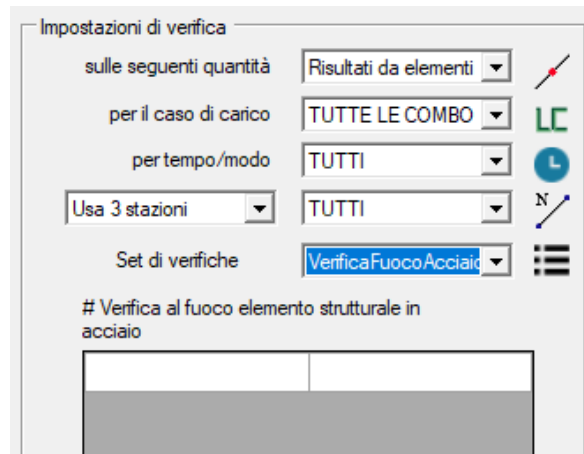 Impostazioni di verifica
sulle seguenti quantità Risultati da elementi
per il caso di carico TUTTE LE COMBO LC
per tempo/modo TUTTI
Usa 3 stazioni TUTTI N
Set di verifiche VerificaFuocoAcciaio
# Verifica al fuoco elemento strutturale in
acciaio